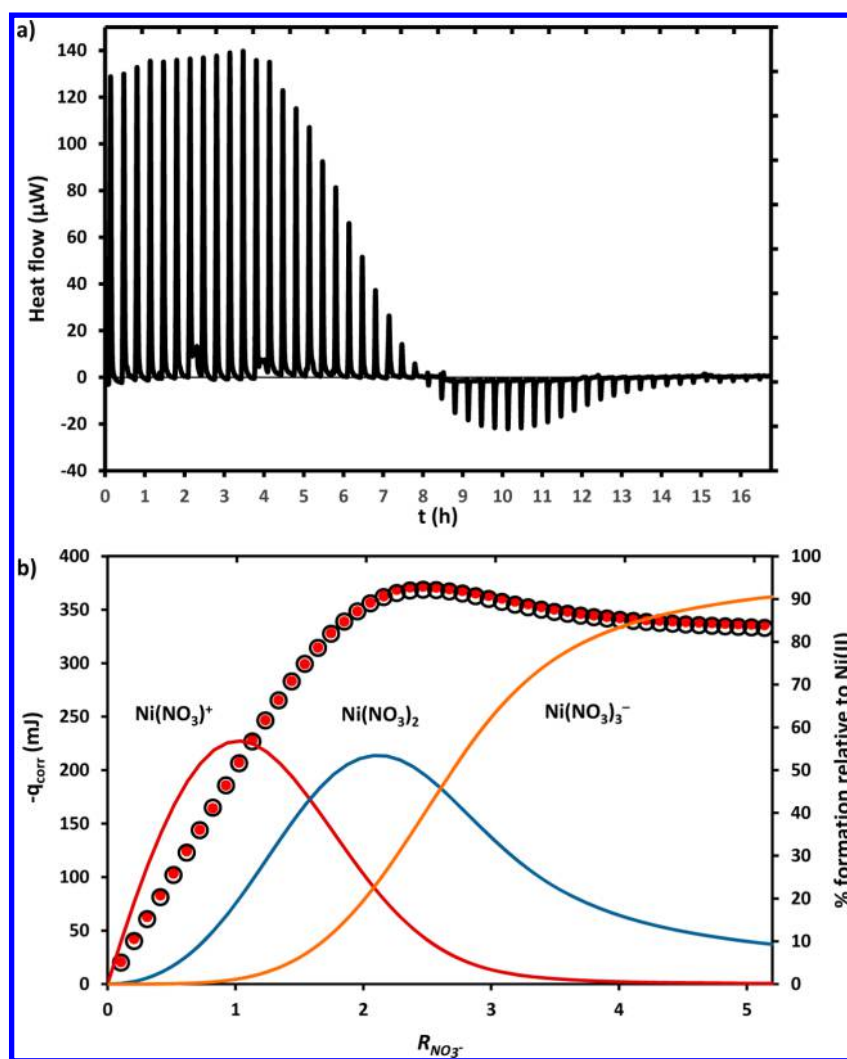 a)
140
120
100
80
60
40
20
0
-20
-40
Heat flow (µW)
0 1 2 3 4 5 6 7 8 9 10 11 12 13 14 15 16
t (h)
b)
400
350
300
250
200
150
100
50
0
-q_corr (mJ)
Ni(NO₃)⁺
Ni(NO₃)₂
Ni(NO₃)₃⁻
100
90
80
70
60
50
40
30
20
10
0
% formation relative to Ni(II)
0 1 2 3 4 5
R_NO₃⁻